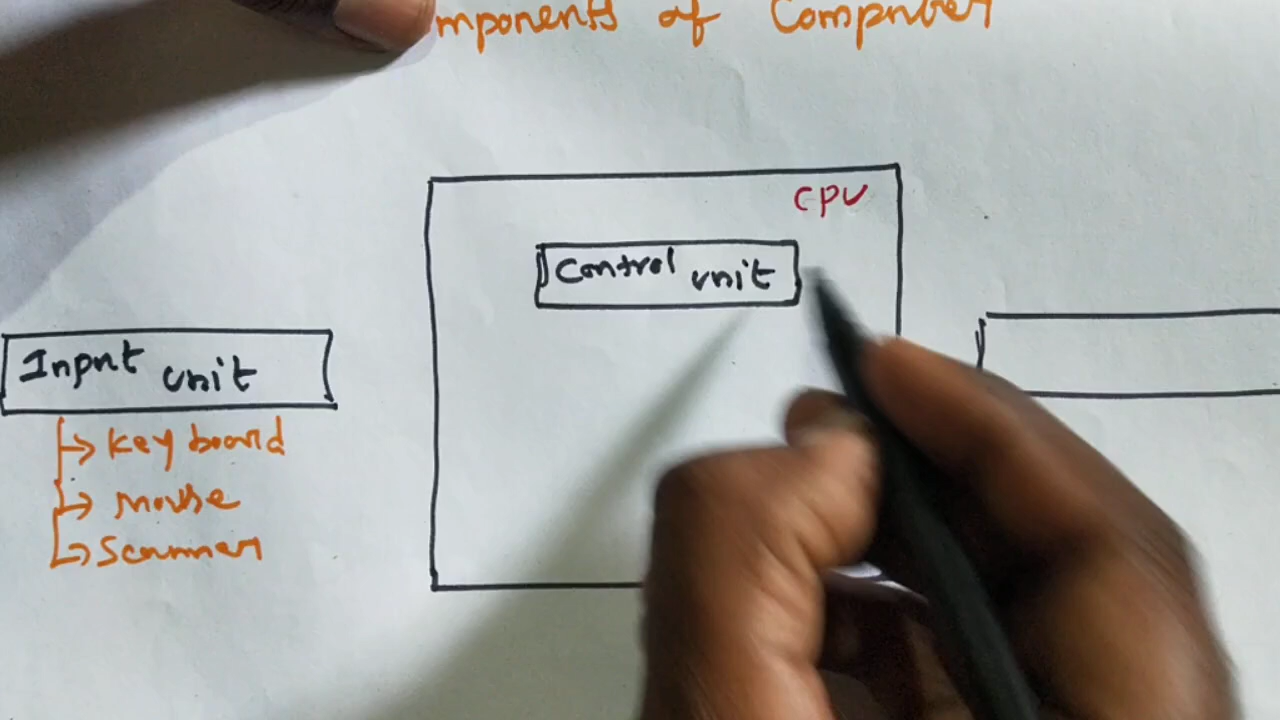 mponents of Computer
CPU
Control unit
Input unit
Keyboard
mouse
Scanner